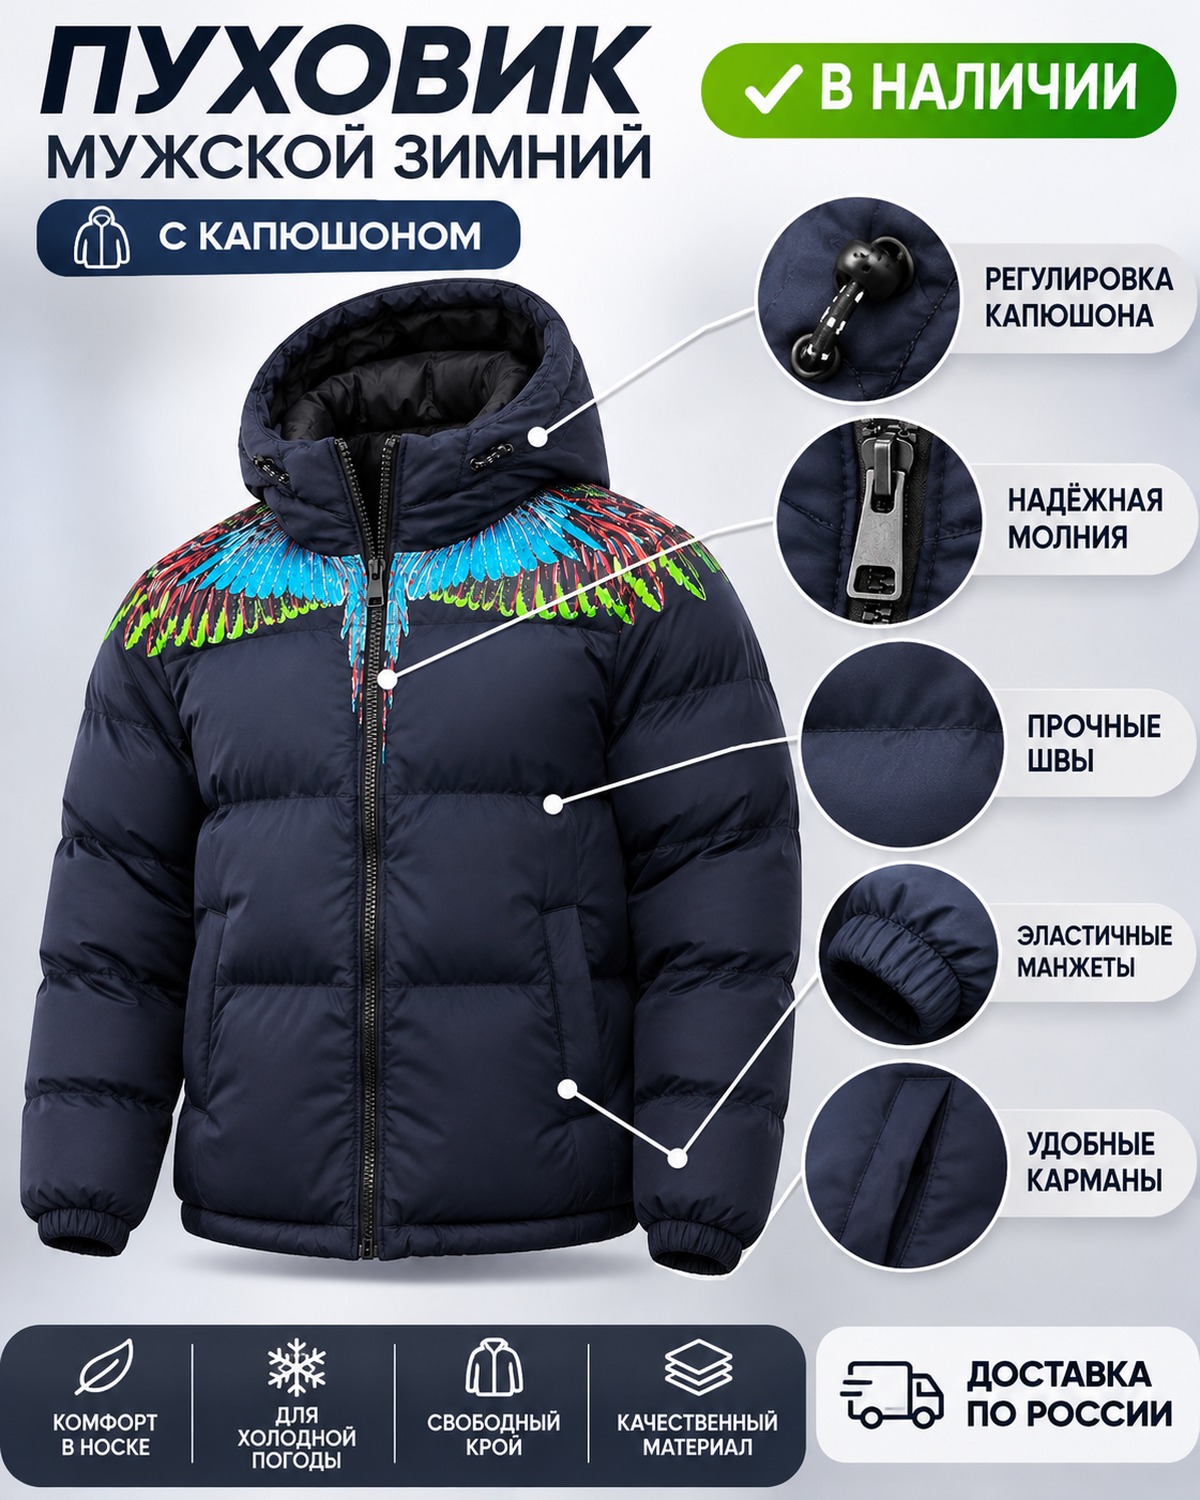 ПУХОВИК
МУЖСКОЙ ЗИМНИЙ
В НАЛИЧИИ
С КАПЮШОНОМ
РЕГУЛИРОВКА
КАПЮШОНА
НАДЁЖНАЯ
МОЛНИЯ
ПРОЧНЫЕ
ШВЫ
ЭЛАСТИЧНЫЕ
МАНЖЕТЫ
УДОБНЫЕ
КАРМАНЫ
КОМФОРТ
В НОСКЕ
ДЛЯ
ХОЛОДНОЙ
ПОГОДЫ
СВОБОДНЫЙ
КРОЙ
КАЧЕСТВЕННЫЙ
МАТЕРИАЛ
ДОСТАВКА
ПО РОССИИ